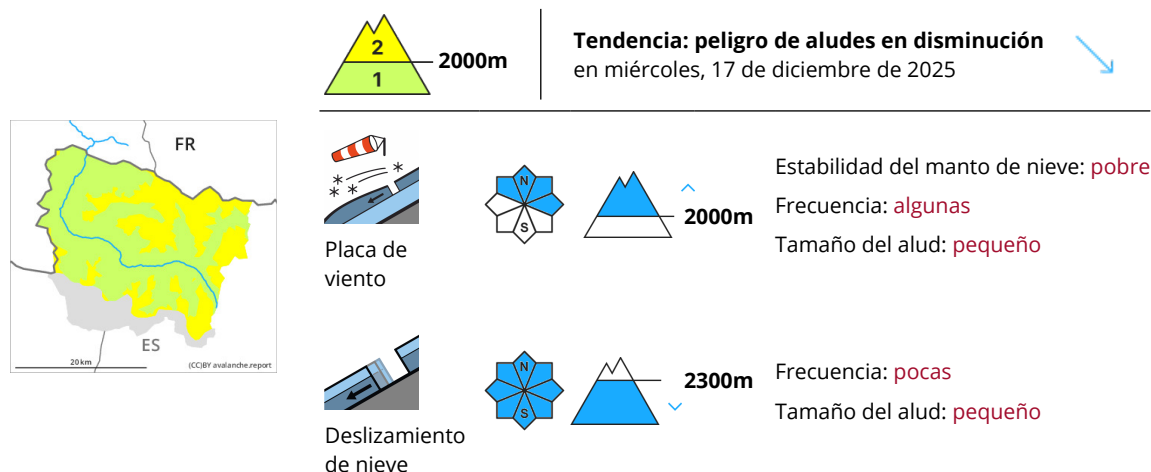 2
1
2000m
Tendencia: peligro de aludes en disminución
en miércoles, 17 de diciembre de 2025
FR
ES
20 km
(CC)BY avalanche.report
N
S
2000m
Placa de
viento
Estabilidad del manto de nieve: pobre
Frecuencia: algunas
Tamaño del alud: pequeño
N
S
2300m
Deslizamiento
de nieve
Frecuencia: pocas
Tamaño del alud: pequeño